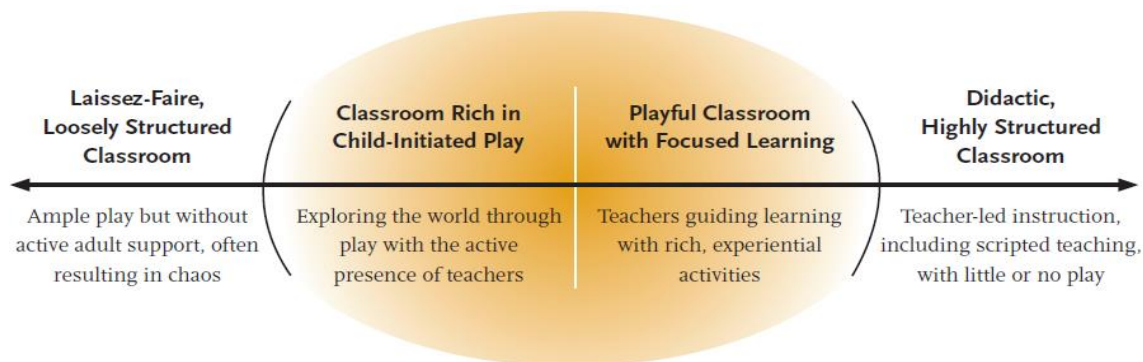 Laissez-Faire,
Loosely Structured
Classroom
Ample play but without
active adult support, often
resulting in chaos
Classroom Rich in
Child-Initiated Play
Exploring the world through
play with the active
presence of teachers
Playful Classroom
with Focused Learning
Teachers guiding learning
with rich, experiential
activities
Didactic,
Highly Structured
Classroom
Teacher-led instruction,
including scripted teaching,
with little or no play